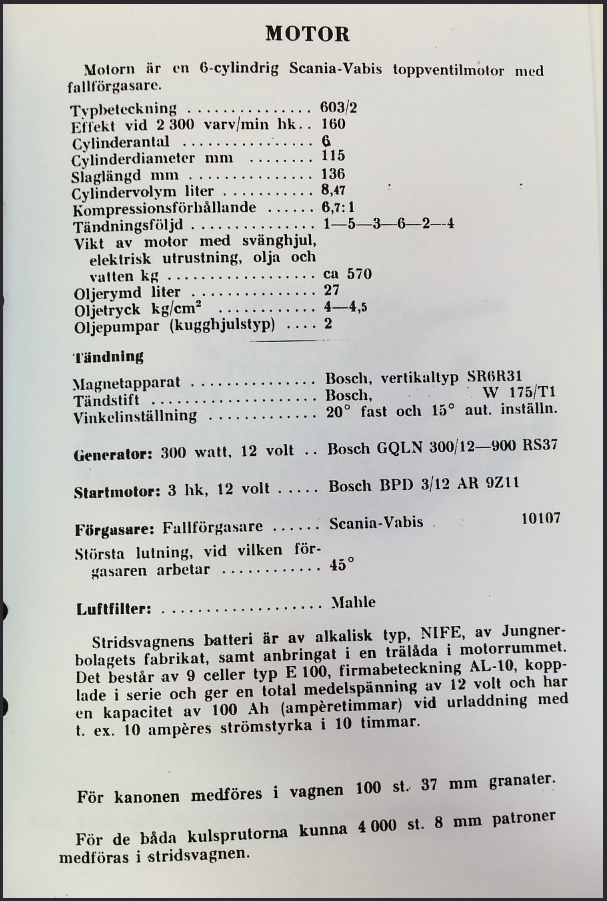 MOTOR
Motorn är en 6-cylindrig Scania-Vabis toppventilmotor med
fallförgasare.
Typbeteckning . . . . . . . . . . . . . . . 603/2
Effekt vid 2 300 varv/min hk. . 160
Cylinderantal . . . . . . . . . . . . . . . . 6
Cylinderdiameter mm . . . . . . . . 115
Slaglängd mm . . . . . . . . . . . . . . . 136
Cylindervolym liter . . . . . . . . . . . 8,47
Kompressionsförhållande . . . . . . 6,7:1
Tändningsföljd . . . . . . . . . . . . . . . 1—5—3—6—2—4
Vikt av motor med svänghjul,
elektrisk utrustning, olja och
vatten kg . . . . . . . . . . . . . . . . . . ca 570
Oljerymd liter . . . . . . . . . . . . . . . 27
Oljetryck kg/cm² . . . . . . . . . . . . 4—4,5
Oljepumpar (kugghjulstyp) . . . . 2
Tändning
Magnetapparat . . . . . . . . . . . . . . . Bosch, vertikaltyp SR6R31
Tändstift . . . . . . . . . . . . . . . . . . . . Bosch, W 175/T1
Vinkelinställning . . . . . . . . . . . . . 20° fast och 15° aut. inställn.
Generator: 300 watt, 12 volt . . Bosch GQLN 300/12—900 RS37
Startmotor: 3 hk, 12 volt . . . . . Bosch BPD 3/12 AR 9Z11
Förgasare: Fallförgasare . . . . . . Scania-Vabis 10107
Största lutning, vid vilken för-
gasaren arbetar . . . . . . . . . . . . 45°
Luftfilter: . . . . . . . . . . . . . . . . . . . Mahle
Stridsvagnens batteri är av alkalisk typ, NIFE, av Jungner-
bolagets fabrikat, samt anbringat i en trälåda i motorrummet.
Det består av 9 celler typ E 100, firmabeteckning AL-10, kopp-
lade i serie och ger en total medelspänning av 12 volt och har
en kapacitet av 100 Ah (ampèretimmar) vid urladdning med
t. ex. 10 ampères strömstyrka i 10 timmar.
För kanonen medföres i vagnen 100 st. 37 mm granater.
För de båda kulsprutorna kunna 4 000 st. 8 mm patroner
medföras i stridsvagnen.